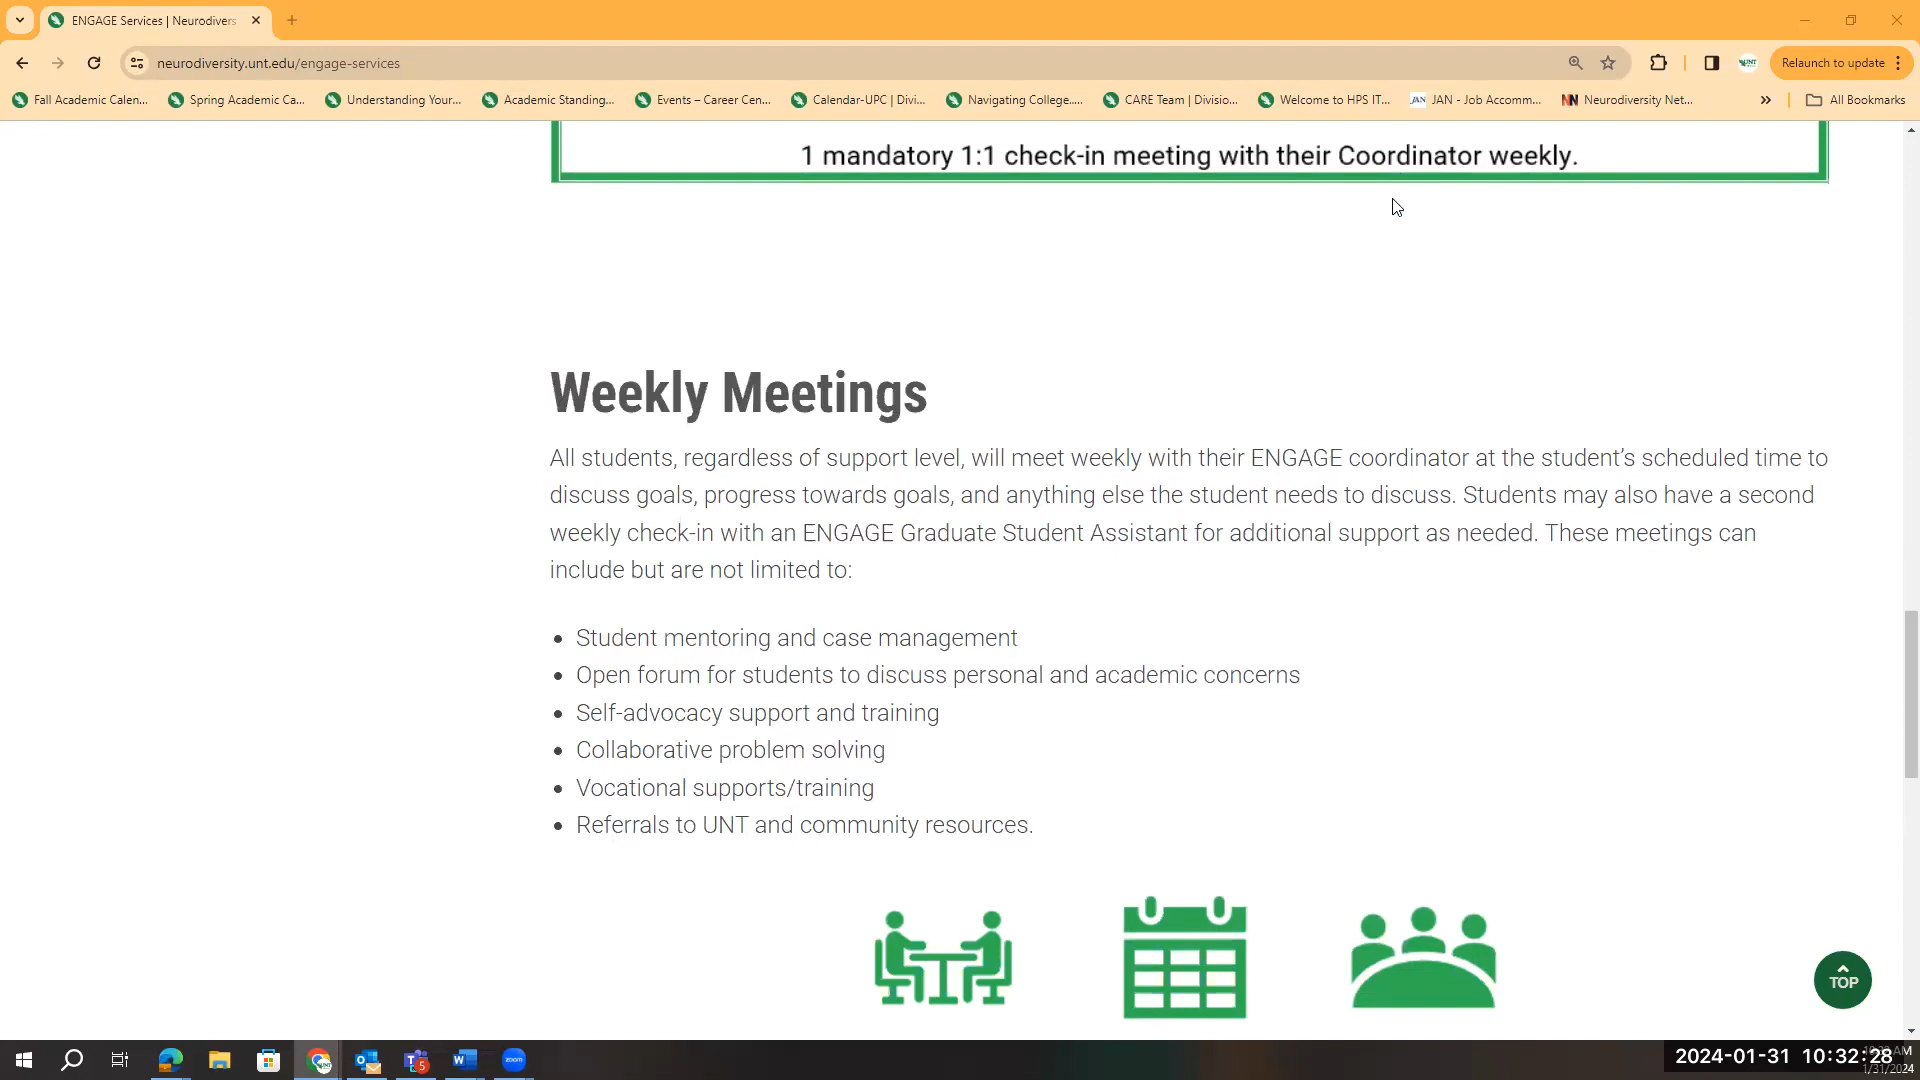 ENGAGE Services | Neurodivers
neurodiversity.unt.edu/engage-services
Relaunch to update
Fall Academic Calen...
Spring Academic Ca...
Understanding Your...
Academic Standing...
Events – Career Cen...
Calendar-UPC | Divi...
Navigating College....
CARE Team | Divisio...
Welcome to HPS IT...
JAN
JAN - Job Accomm...
Neurodiversity Net...
All Bookmarks
1 mandatory 1:1 check-in meeting with their Coordinator weekly.
Weekly Meetings
All students, regardless of support level, will meet weekly with their ENGAGE coordinator at the student’s scheduled time to
discuss goals, progress towards goals, and anything else the student needs to discuss. Students may also have a second
weekly check-in with an ENGAGE Graduate Student Assistant for additional support as needed. These meetings can
include but are not limited to:
• Student mentoring and case management
• Open forum for students to discuss personal and academic concerns
• Self-advocacy support and training
• Collaborative problem solving
• Vocational supports/training
• Referrals to UNT and community resources.
TOP
zoom
2024-01-31 10:32:28
1/31/2024